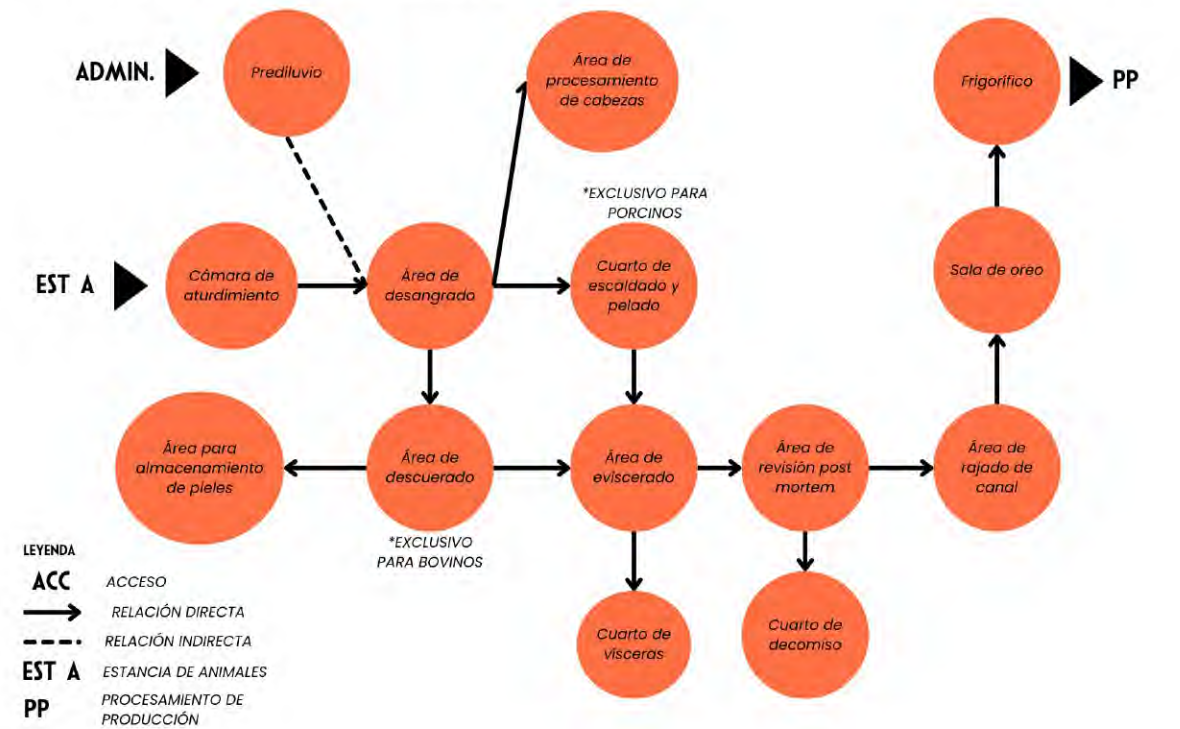 ADMIN.
Prediluvio
Área de
procesamiento
de cabezas
Frigorífico
PP
*EXCLUSIVO PARA
PORCINOS
EST A
Cámara de
aturdimiento
Área de
desangrado
Cuarto de
escaldado y
pelado
Sala de oreo
Área para
almacenamiento
de pieles
Área de
descuerado
Área de
eviscerado
Área de
revisión post
mortem
Área de
rajado de
canal
*EXCLUSIVO
PARA BOVINOS
Cuarto de
vísceras
Cuarto de
decomiso
LEYENDA
ACC ACCESO
RELACIÓN DIRECTA
RELACIÓN INDIRECTA
EST A ESTANCIA DE ANIMALES
PP PROCESAMIENTO DE
PRODUCCIÓN